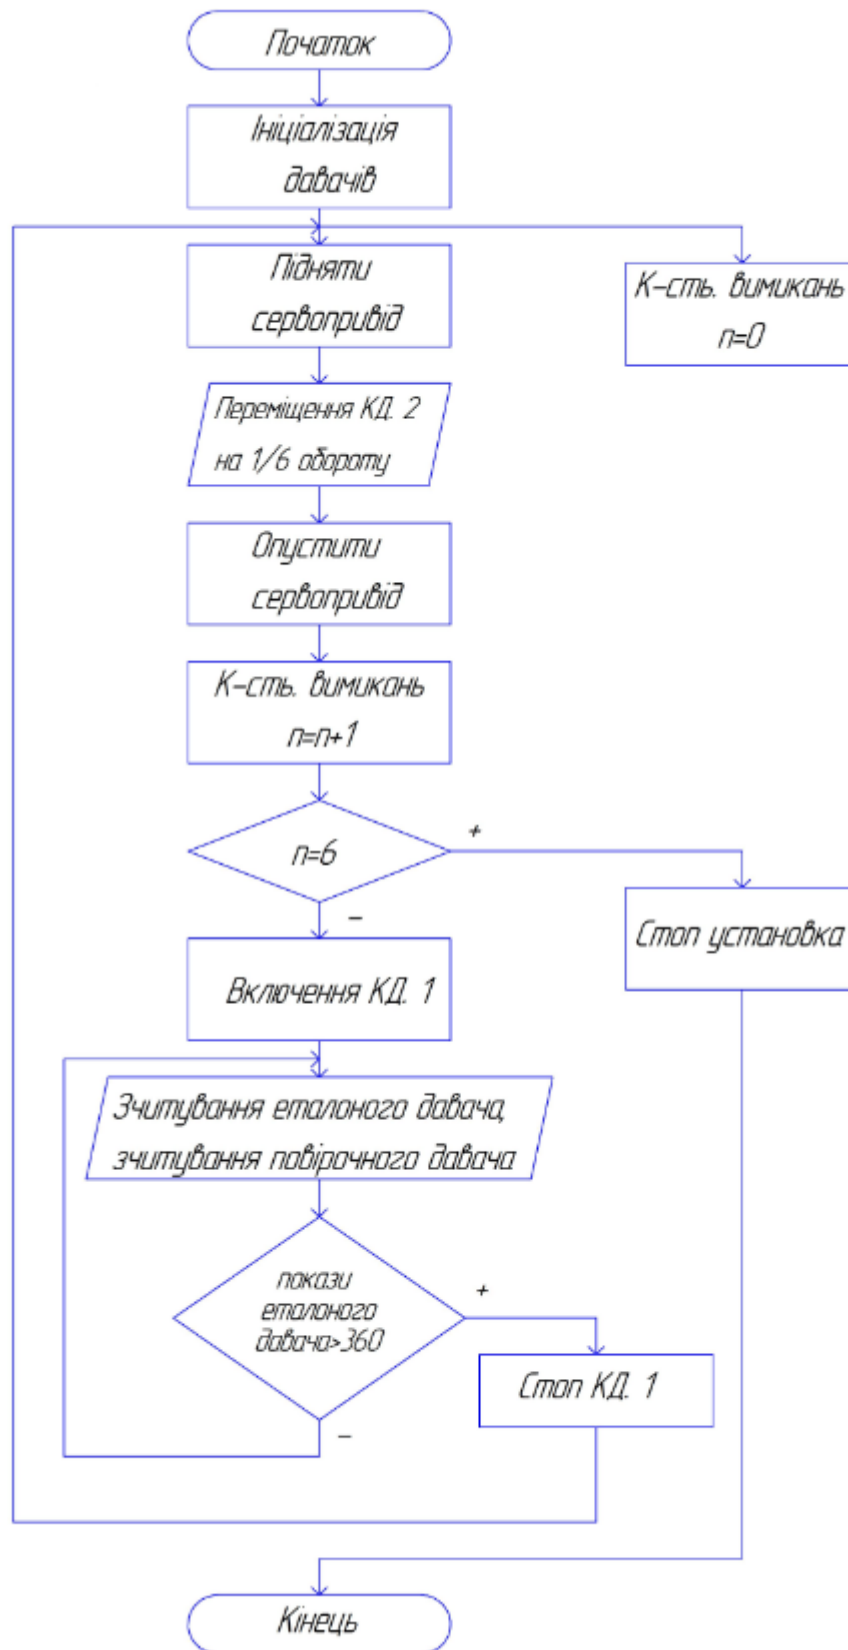 Початок
Ініціалізація
давачів
Підняти
сервопривід
К-сть. вимикань
n=0
Переміщення КД. 2
на 1/6 обороту
Опустити
сервопривід
К-сть. вимикань
n=n+1
n=6
+
-
Стоп установка
Включення КД. 1
Зчитування еталоного давача,
зчитування повірочного давача
покази
еталоного
давача>360
+
-
Стоп КД. 1
Кінець